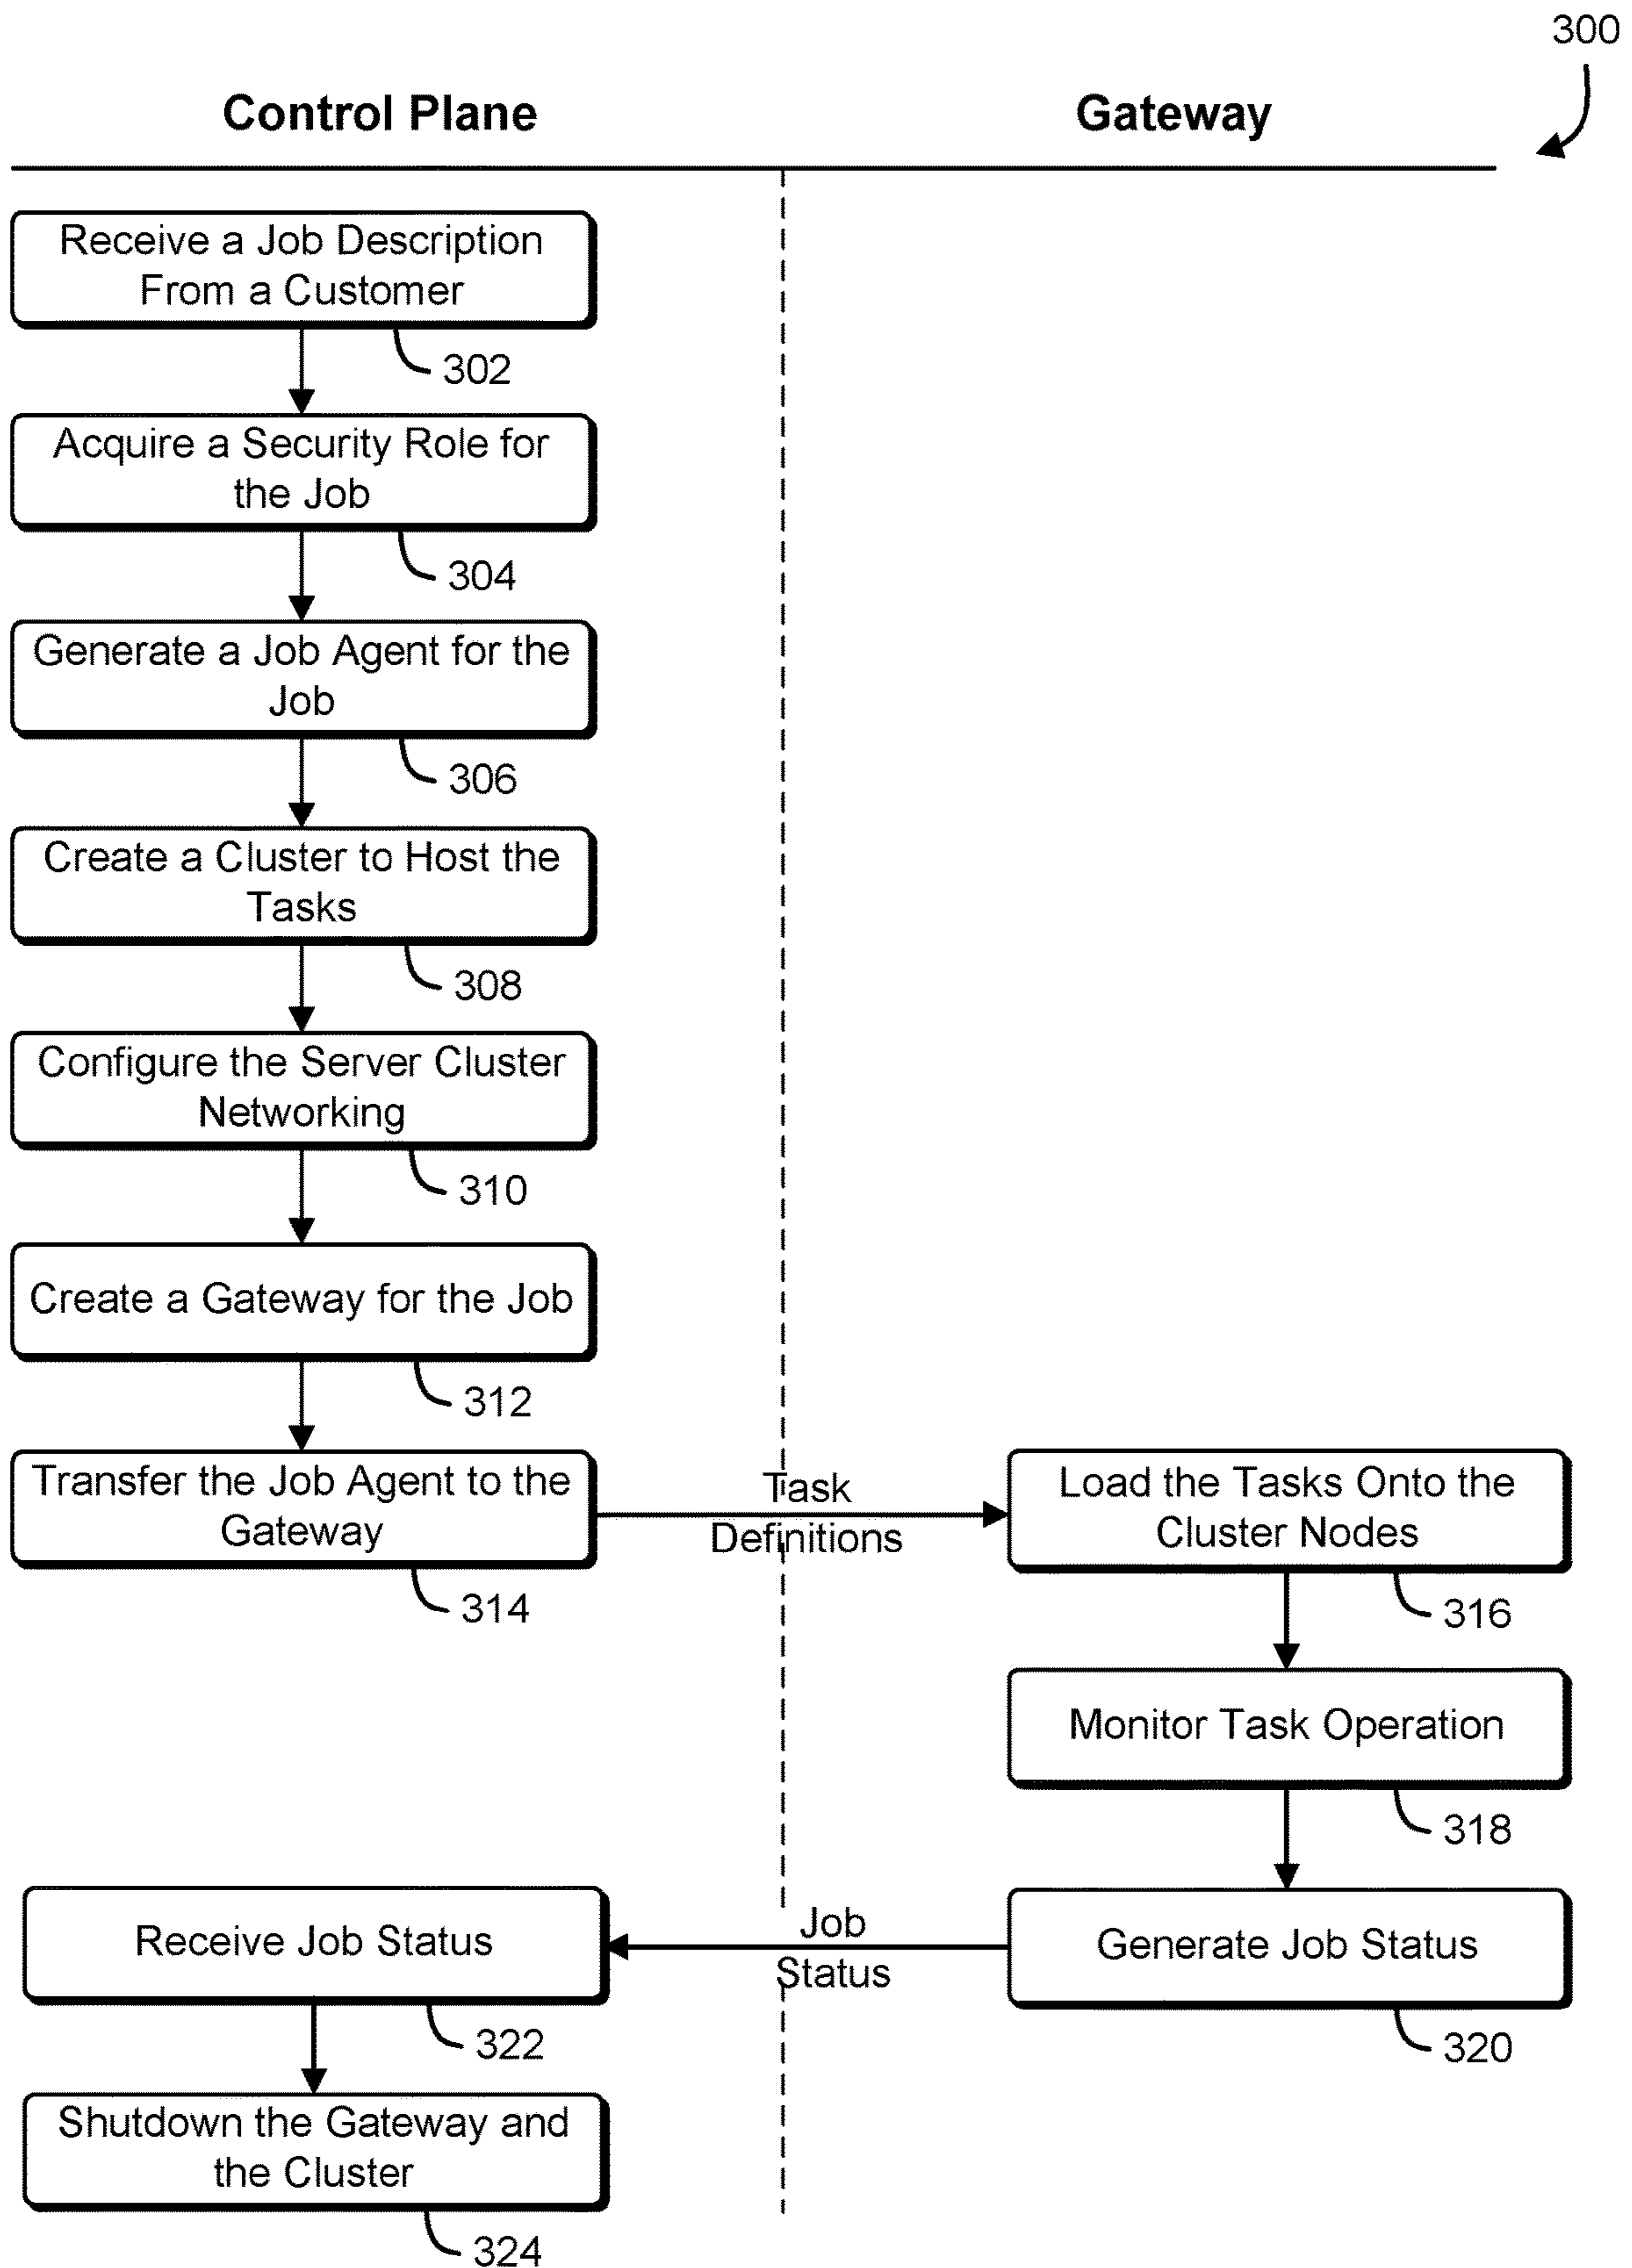 300
Control Plane
Gateway
Receive a Job Description
From a Customer
302
Acquire a Security Role for
the Job
304
Generate a Job Agent for the
Job
306
Create a Cluster to Host the
Tasks
308
Configure the Server Cluster
Networking
310
Create a Gateway for the Job
312
Transfer the Job Agent to the
Gateway
314
Task
Definitions
Load the Tasks Onto the
Cluster Nodes
316
Monitor Task Operation
318
Generate Job Status
320
Job
Status
Receive Job Status
322
Shutdown the Gateway and
the Cluster
324